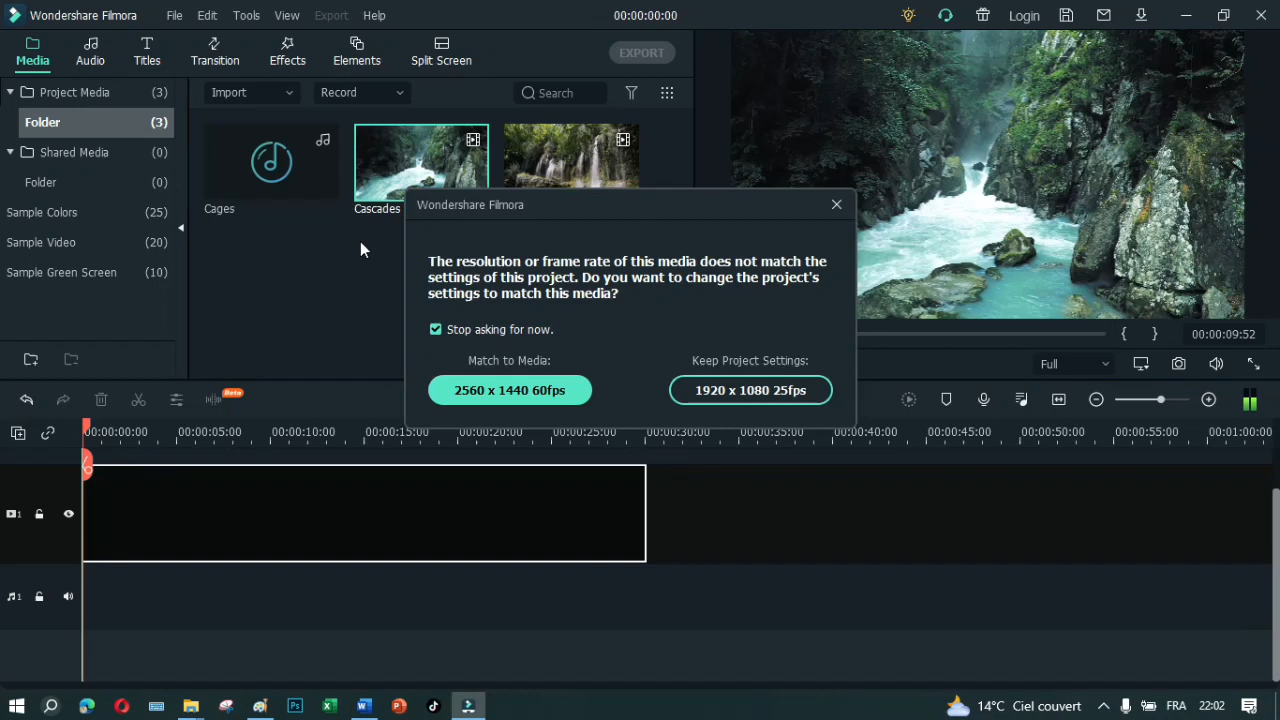 Wondershare Filmora
File
Edit
Tools
View
Export
Help
00:00:00:00
Login
Media
Audio
Titles
Transition
Effects
Elements
Split Screen
EXPORT
Project Media (3)
Folder (3)
Shared Media (0)
Folder (0)
Sample Colors (25)
Sample Video (20)
Sample Green Screen (10)
Import
Record
Search
Cages
Cascades
Wondershare Filmora
The resolution or frame rate of this media does not match the
settings of this project. Do you want to change the project's
settings to match this media?
Stop asking for now.
Match to Media:
2560 x 1440 60fps
Keep Project Settings:
1920 x 1080 25fps
{ }
00:00:09:52
Full
Beta
00:00:00:00
00:00:05:00
00:00:10:00
00:00:15:00
00:00:20:00
00:00:25:00
00:00:30:00
00:00:35:00
00:00:40:00
00:00:45:00
00:00:50:00
00:00:55:00
00:01:00:00
1
1
Ps
14°C Ciel couvert
FRA
22:02